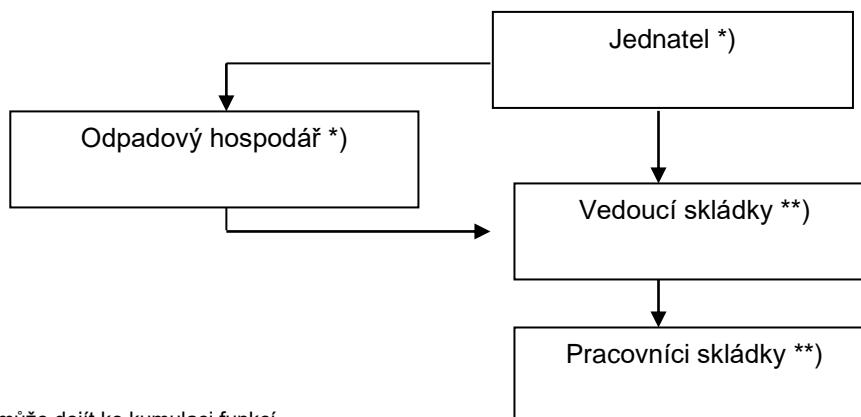 Jednatel *)
Odpadový hospodář *)
Vedoucí skládky **)
Pracovníci skládky **)
může dojít ke kumulaci funkcí